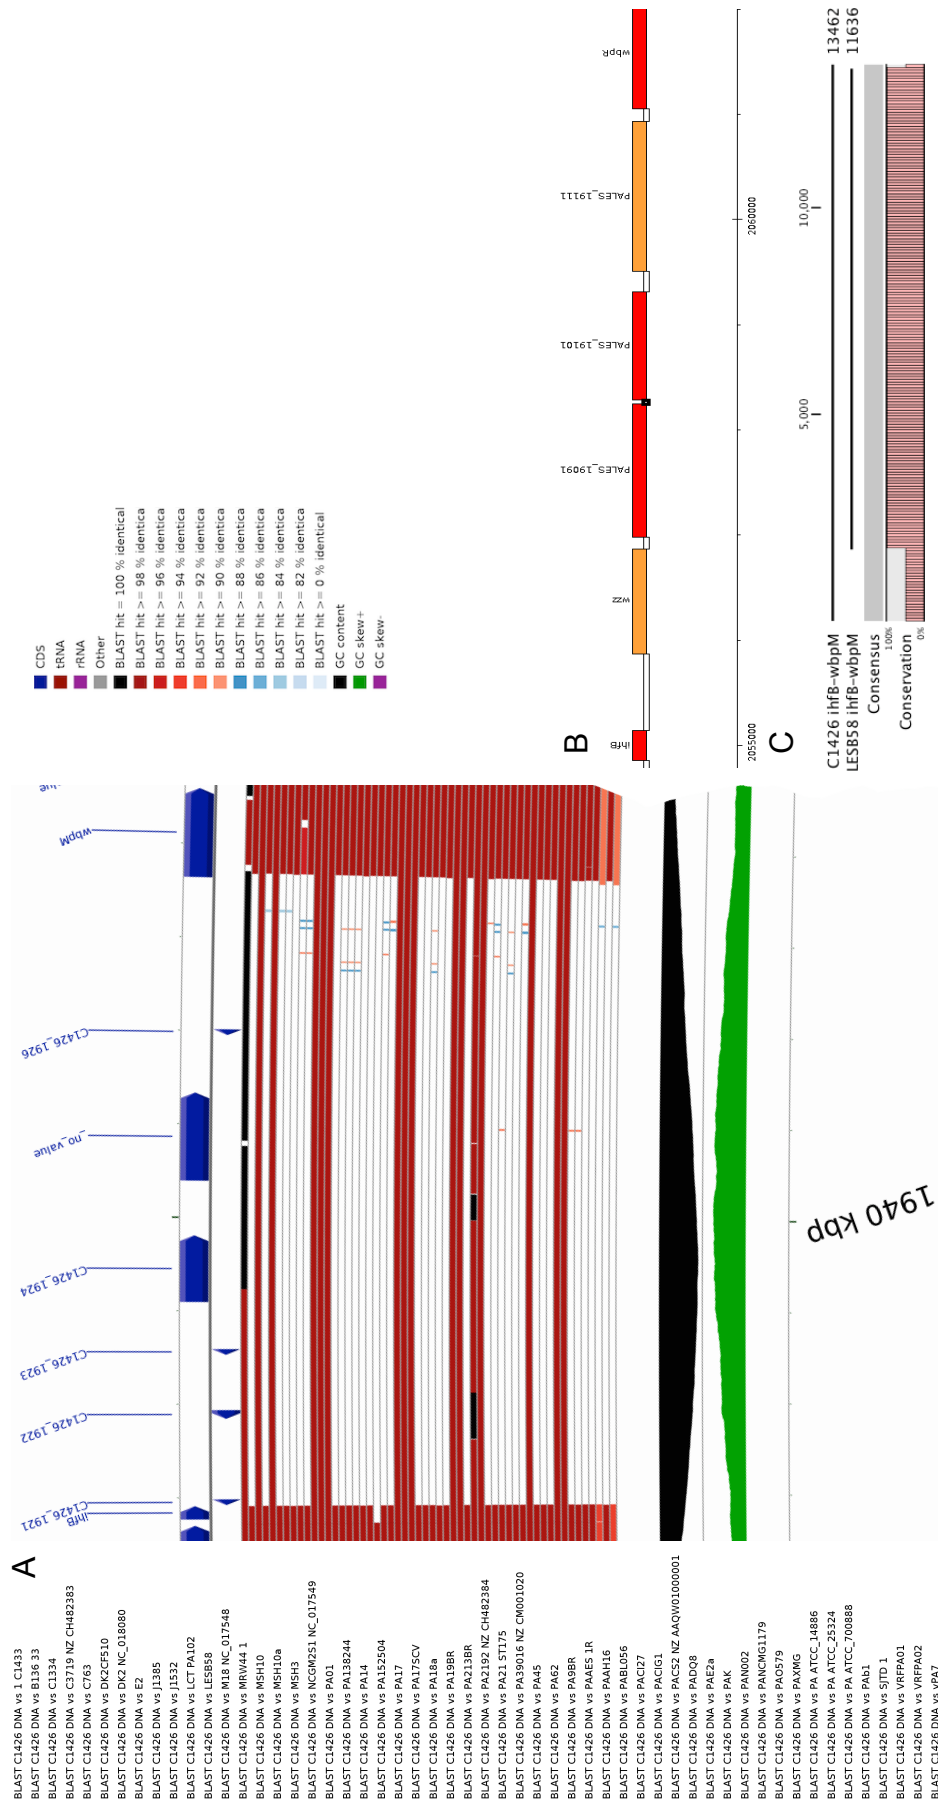 A
BLAST C1426 DNA vs 1 C1433
BLAST C1426 DNA vs B136 33
BLAST C1426 DNA vs C1334
BLAST C1426 DNA vs C3719 NZ CH482383
BLAST C1426 DNA vs C763
BLAST C1426 DNA vs DK2CF510
BLAST C1426 DNA vs DK2 NC_018080
BLAST C1426 DNA vs E2
BLAST C1426 DNA vs J1385
BLAST C1426 DNA vs J1532
BLAST C1426 DNA vs LCT PA102
BLAST C1426 DNA vs LESB58
BLAST C1426 DNA vs M18 NC_017548
BLAST C1426 DNA vs MRW44 1
BLAST C1426 DNA vs MSH10
BLAST C1426 DNA vs MSH10a
BLAST C1426 DNA vs MSH3
BLAST C1426 DNA vs NCGM2S1 NC_017549
BLAST C1426 DNA vs PA01
BLAST C1426 DNA vs PA138244
BLAST C1426 DNA vs PA14
BLAST C1426 DNA vs PA152504
BLAST C1426 DNA vs PA17
BLAST C1426 DNA vs PA17SCV
BLAST C1426 DNA vs PA18a
BLAST C1426 DNA vs PA19BR
BLAST C1426 DNA vs PA213BR
BLAST C1426 DNA vs PA2192 NZ CH482384
BLAST C1426 DNA vs PA21 ST175
BLAST C1426 DNA vs PA39016 NZ CM001020
BLAST C1426 DNA vs PA45
BLAST C1426 DNA vs PA62
BLAST C1426 DNA vs PA9BR
BLAST C1426 DNA vs PAAES 1R
BLAST C1426 DNA vs PAAH16
BLAST C1426 DNA vs PABL056
BLAST C1426 DNA vs PACI27
BLAST C1426 DNA vs PACIG1
BLAST C1426 DNA vs PACS2 NZ AAQW01000001
BLAST C1426 DNA vs PADQ8
BLAST C1426 DNA vs PAE2a
BLAST C1426 DNA vs PAK
BLAST C1426 DNA vs PAN002
BLAST C1426 DNA vs PANCMG1179
BLAST C1426 DNA vs PAO579
BLAST C1426 DNA vs PAXMG
BLAST C1426 DNA vs PA ATCC_14886
BLAST C1426 DNA vs PA ATCC_25324
BLAST C1426 DNA vs PA ATCC_700888
BLAST C1426 DNA vs PAb1
BLAST C1426 DNA vs SJTD 1
BLAST C1426 DNA vs VRFPA01
BLAST C1426 DNA vs VRFPA02
BLAST C1426 DNA vs vPA7
ihfB
C1426_1921
C1426_1922
C1426_1923
C1426_1924
_no_value
C1426_1926
wbpM
1940 kbp
CDS
tRNA
rRNA
Other
BLAST hit = 100 % identical
BLAST hit >= 98 % identica
BLAST hit >= 96 % identica
BLAST hit >= 94 % identica
BLAST hit >= 92 % identica
BLAST hit >= 90 % identica
BLAST hit >= 88 % identica
BLAST hit >= 86 % identica
BLAST hit >= 84 % identica
BLAST hit >= 82 % identica
BLAST hit >= 0 % identical
GC content
GC skew+
GC skew-
B
ihfB
wzz
PALES_19091
PALES_19101
PALES_19111
wbpR
2055000
2060000
C
5,000
10,000
C1426 ihfB-wbpM 13462
LESB58 ihfB-wbpM 11636
Consensus
100%
Conservation
0%